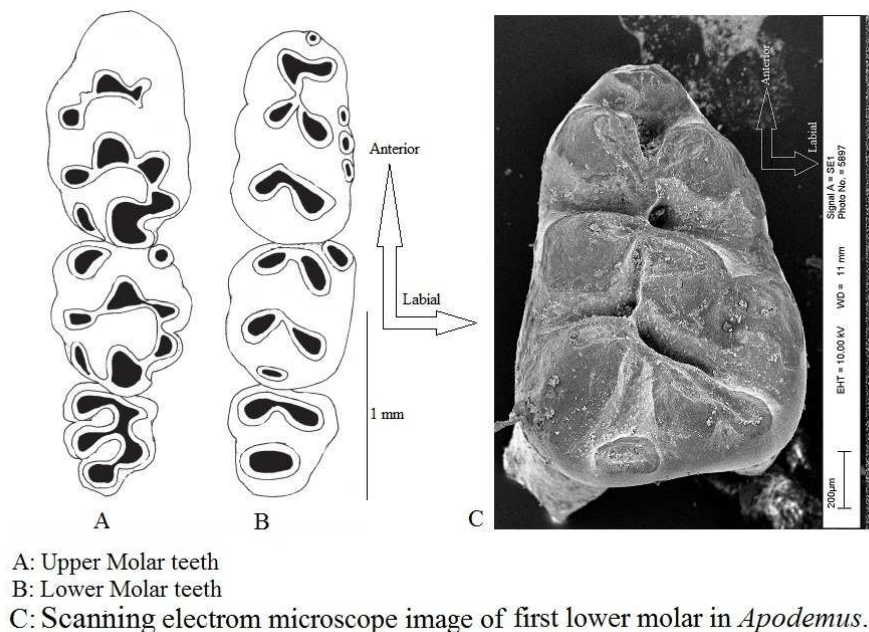 Anterior
Labial
1 mm
A
B
C
Anterior
Labial
Signal A = SE1
Photo No. = 5897
WD = 11 mm
EHT = 10.00 kV
200µm
A: Upper Molar teeth
B: Lower Molar teeth
C: Scanning electrom microscope image of first lower molar in Apodemus.